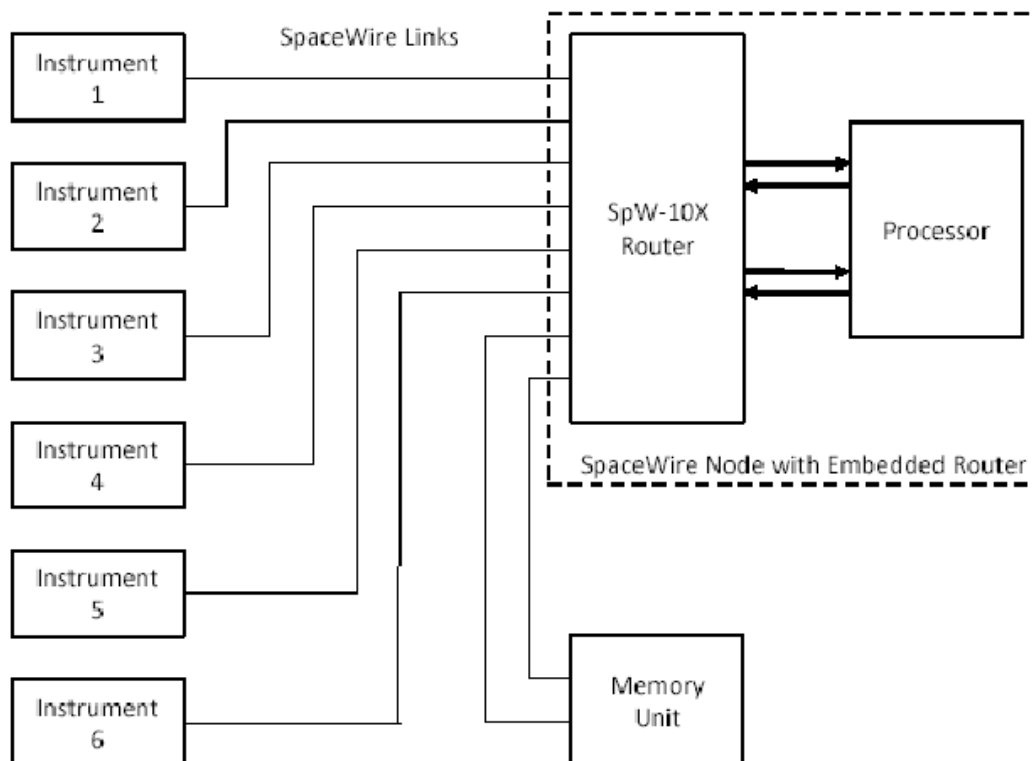 SpaceWire Links
Instrument
1
Instrument
2
Instrument
3
Instrument
4
Instrument
5
Instrument
6
SpW-10X
Router
Processor
SpaceWire Node with Embedded Router
Memory
Unit